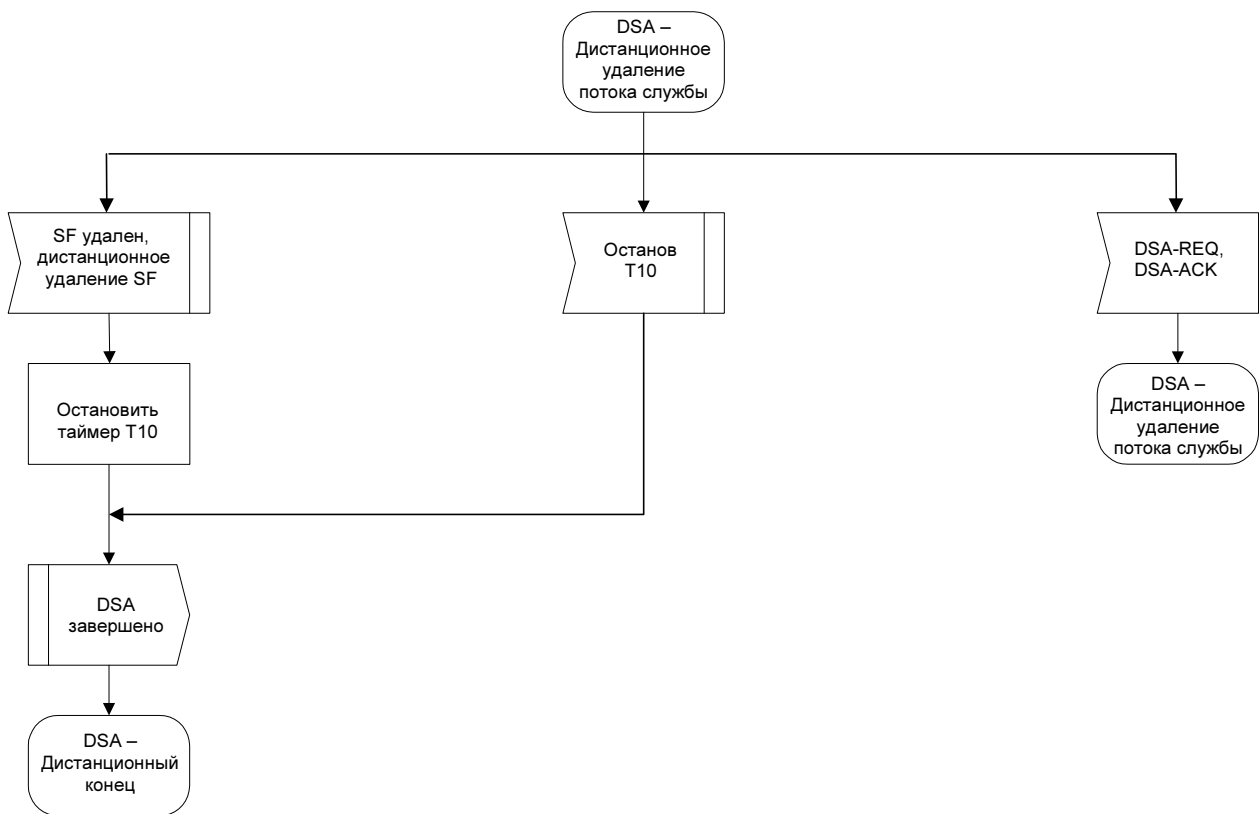 DSA –
Дистанционное
удаление
потока службы
SF удален,
дистанционное
удаление SF
Останов
T10
DSA-REQ,
DSA-ACK
Остановить
таймер T10
DSA –
Дистанционное
удаление
потока службы
DSA
завершено
DSA –
Дистанционный
конец